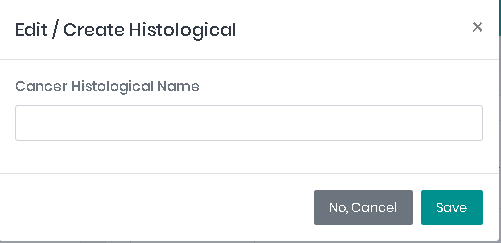 Edit / Create Histological
×
Cancer Histological Name
No, Cancel
Save